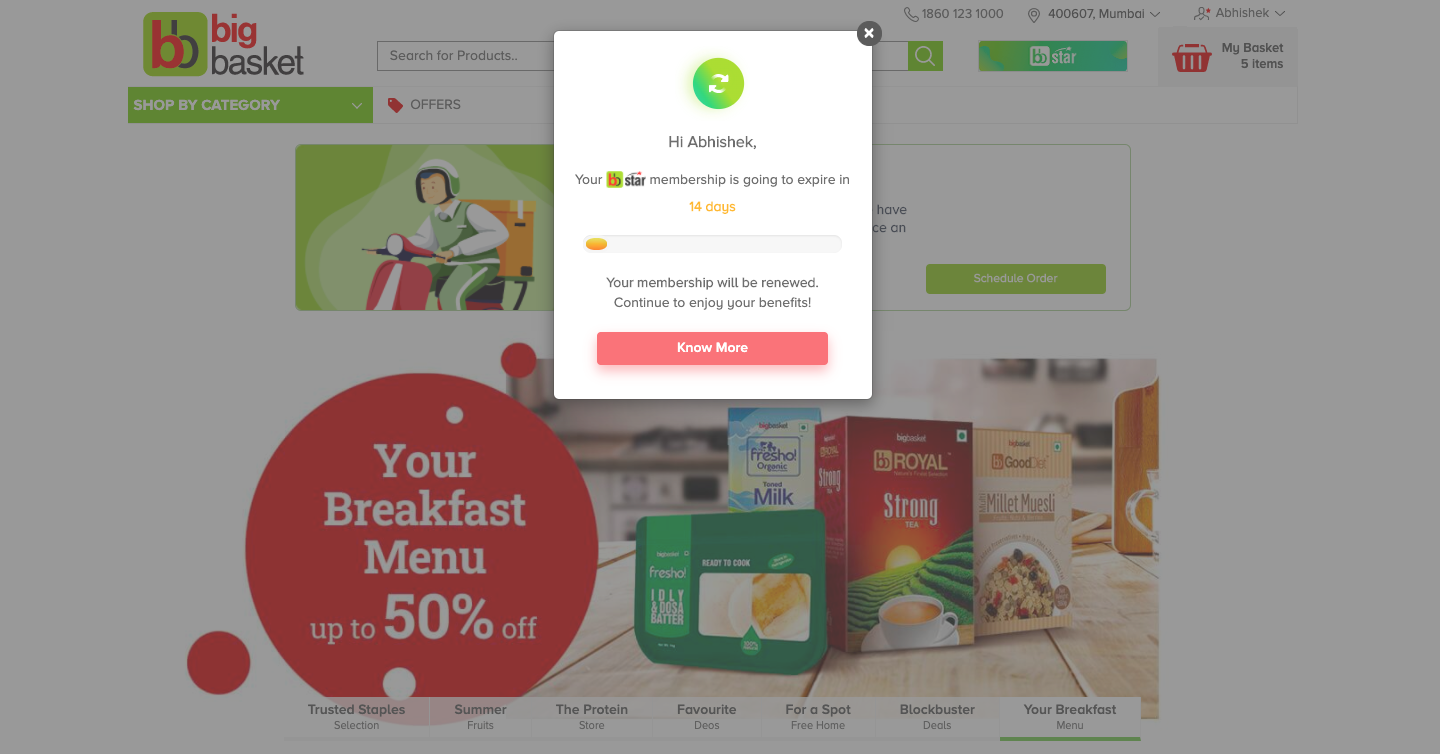 big
basket
1860 123 1000
400607, Mumbai
Abhishek
Search for Products..
bb star
My Basket
5 items
SHOP BY CATEGORY
OFFERS
Hi Abhishek,
Your bb star membership is going to expire in
14 days
Your membership will be renewed.
Continue to enjoy your benefits!
Know More
have
ce an
Schedule Order
Your
Breakfast
Menu
up to 50% off
bigbasket
fresho!
Organic
Toned
Milk
bigbasket
bb ROYAL
Strong
TEA
Strong
bigbasket
bb GoodDiet
Millet Muesli
bigbasket
fresho!
READY TO COOK
IDLY
& DOSA
BATTER
Trusted Staples
Selection
Summer
Fruits
The Protein
Store
Favourite
Deos
For a Spot
Free Home
Blockbuster
Deals
Your Breakfast
Menu